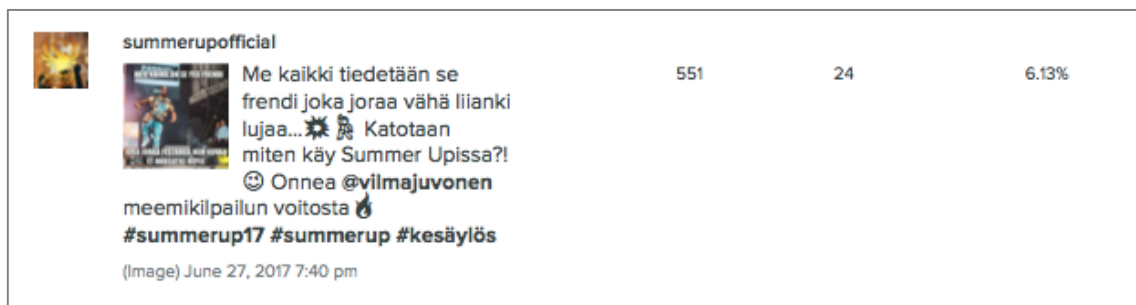 summerupofficial
Me kaikki tiedetään se 551 24 6.13%
frendi joka joraa vähä liianki
lujaa...💥💃 Katotaan
miten käy Summer Upissa?!
😉 Onnea @vilmajuvonen
meemikilpailun voitosta 🔥
#summerup17 #summerup #kesäylös
(Image) June 27, 2017 7:40 pm